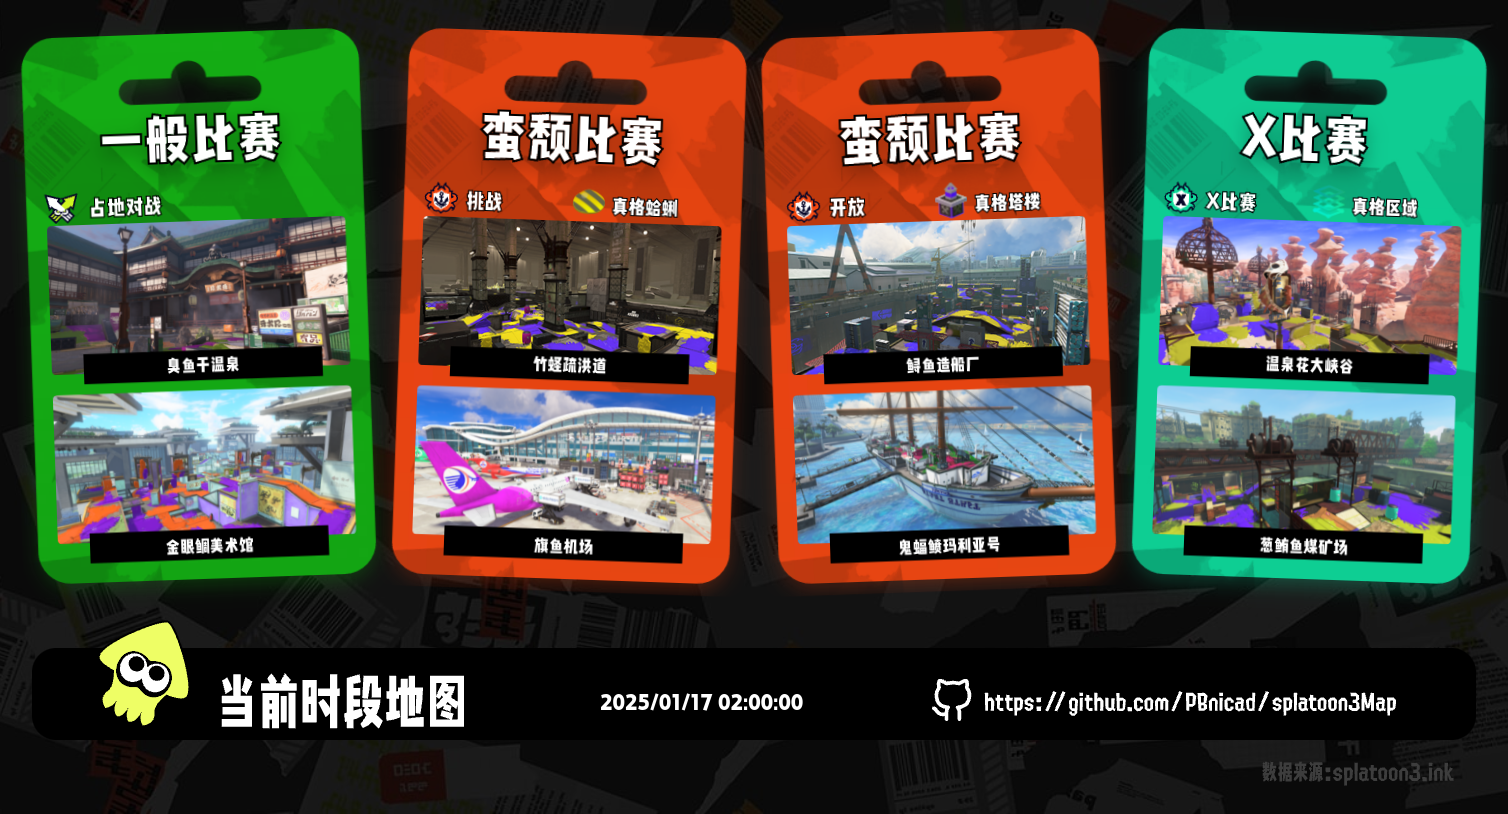 一般比赛
占地对战
臭鱼干温泉
金眼鲷美术馆
蛮颓比赛
挑战
真格蛤蜊
竹蛏疏洪道
旗鱼机场
蛮颓比赛
开放
真格塔楼
鲟鱼造船厂
鬼蝠鲼玛利亚号
X比赛
X比赛
真格区域
温泉花大峡谷
葱鲔鱼煤矿场
当前时段地图
2025/01/17 02:00:00
https://github.com/PBnicad/splatoon3Map
数据来源:splatoon3.ink